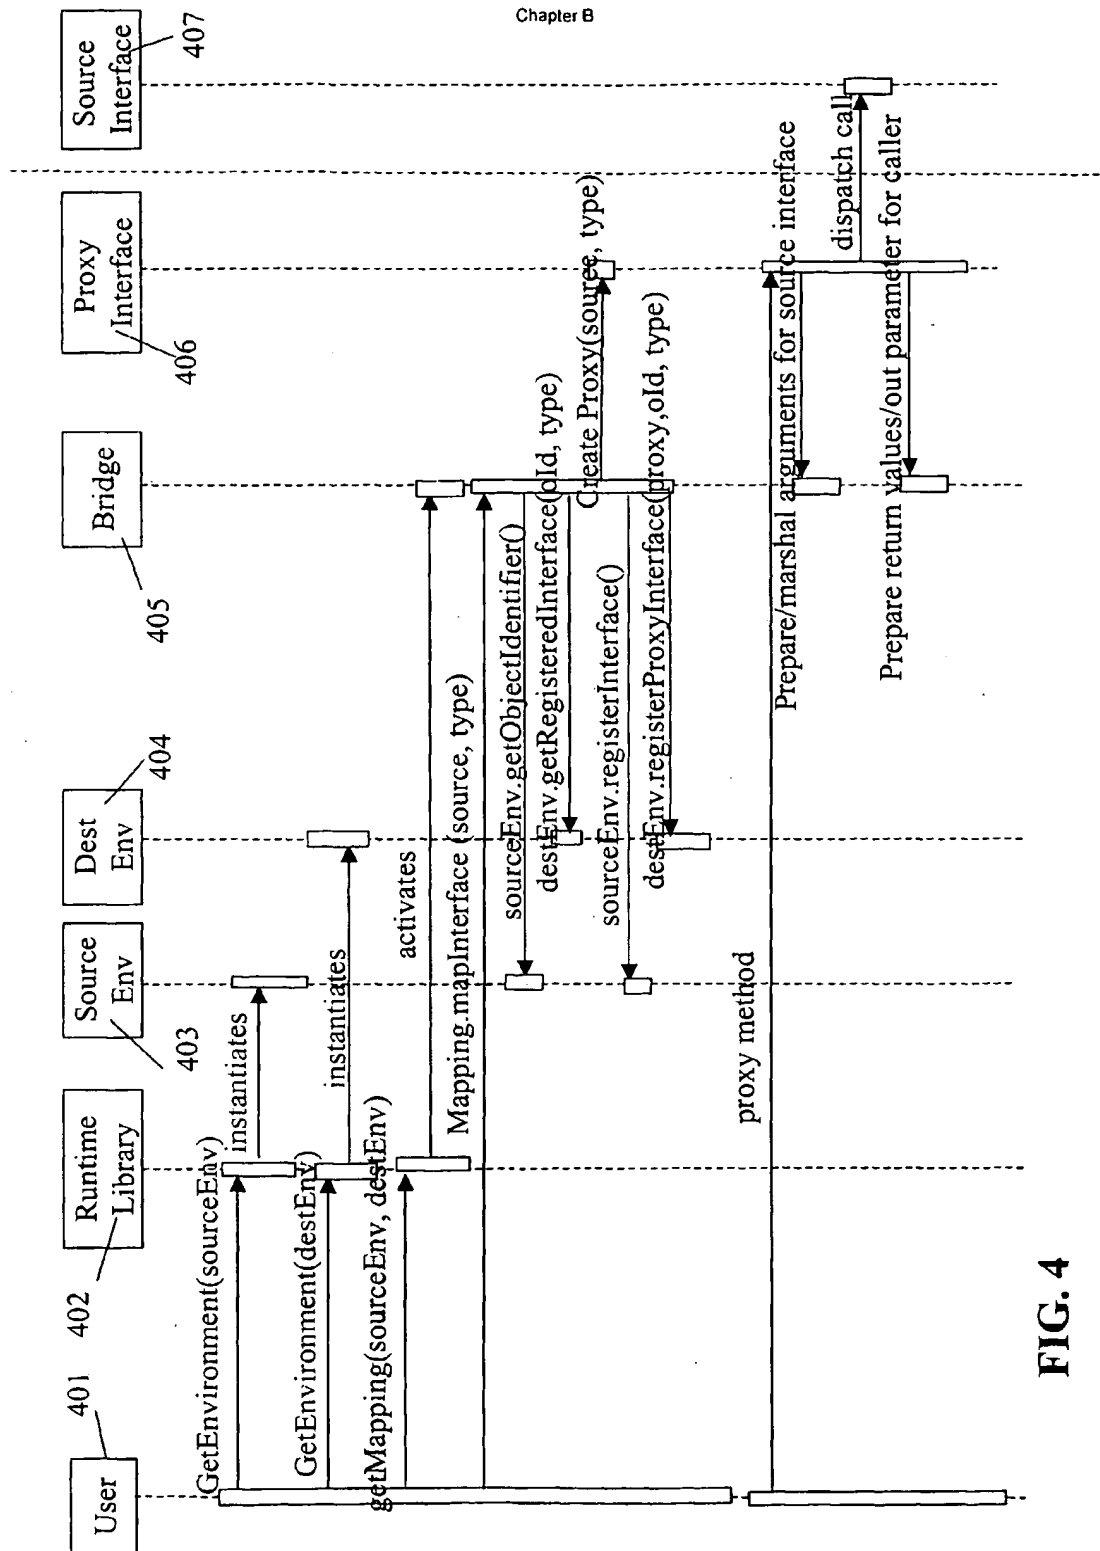 Chapter B
User
401
Runtime
Library
402
Source
Env
403
Dest
Env
404
Bridge
405
Proxy
Interface
406
Source
Interface
407
GetEnvironment(sourceEnv)
instantiates
GetEnvironment(destEnv)
instantiates
getMapping(sourceEnv, destEnv)
activates
Mapping.mapInterface (source, type)
sourceEnv.getObjectIdentifier()
destEnv.getRegisteredInterface(oId, type)
Create Proxy(source, type)
sourceEnv.registerInterface()
destEnv.registerProxyInterface(proxy,oId, type)
proxy method
Prepare/marshal arguments for source interface
dispatch call
Prepare return values/out parameter for caller
FIG. 4